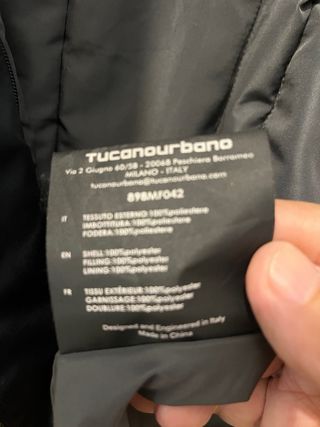 TUCANOURBANO
Via 2 Giugno 60/58 - 20068 Peschiera Borromeo
MILANO - ITALY
tucanourbano@tucanourbano.com
898MF042
IT TESSUTO ESTERNO:100%poliestere
IMBOTTITURA:100%poliestere
FODERA:100%poliestere
EN SHELL:100%polyester
FILLING:100%polyester
LINING:100%polyester
FR TISSU EXTÉRIEUR:100%polyester
GARNISSAGE:100%polyester
DOUBLURE:100%polyester
Designed and Engineered in Italy
Made in China